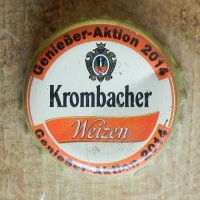 Genießer-Aktion 2014
Krombacher
Weizen
Genießer-Aktion 2014